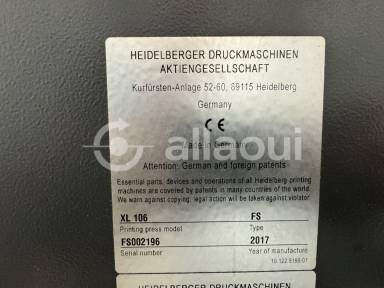 HEIDELBERGER DRUCKMASCHINEN
AKTIENGESELLSCHAFT
Kurfürsten-Anlage 52-60, 69115 Heidelberg
Germany
CE
Made in Germany
allaoui
Attention: German and foreign patents
Essential parts, devices and operations of all Heidelberg printing
machines are covered by patents in many countries of the world.
We warn against copying; legal action will be taken against violator.
XL 106 FS
Printing press model Type
FS002196 2017
Serial number Year of manufacture
HEIDELBERGER DRUCKMASCHINEN